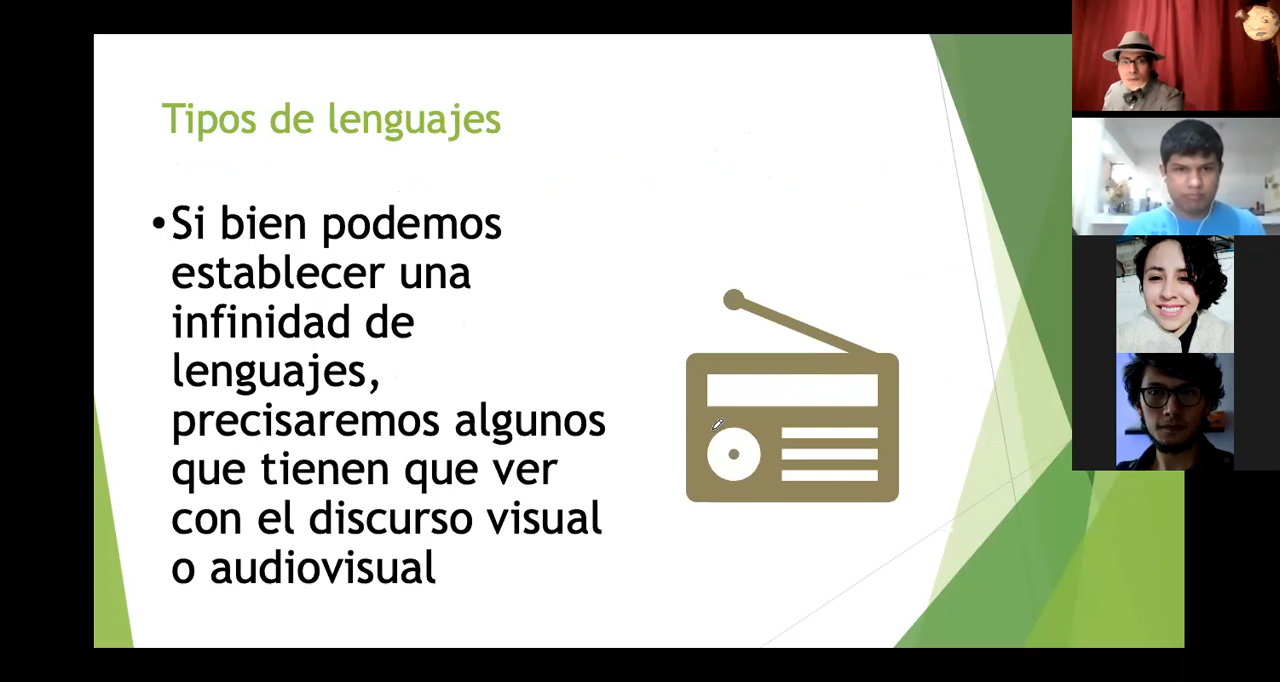 Tipos de lenguajes
•Si bien podemos
establecer una
infinidad de
lenguajes,
precisaremos algunos
que tienen que ver
con el discurso visual
o audiovisual